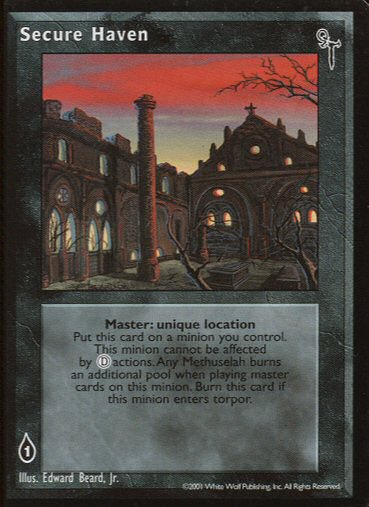 Secure Haven
Master: unique location
Put this card on a minion you control.
This minion cannot be affected
by D actions. Any Methuselah burns
an additional pool when playing master
cards on this minion. Burn this card if
this minion enters torpor.
1
Illus. Edward Beard, Jr.
©2001 White Wolf Publishing, Inc. All Rights Reserved.